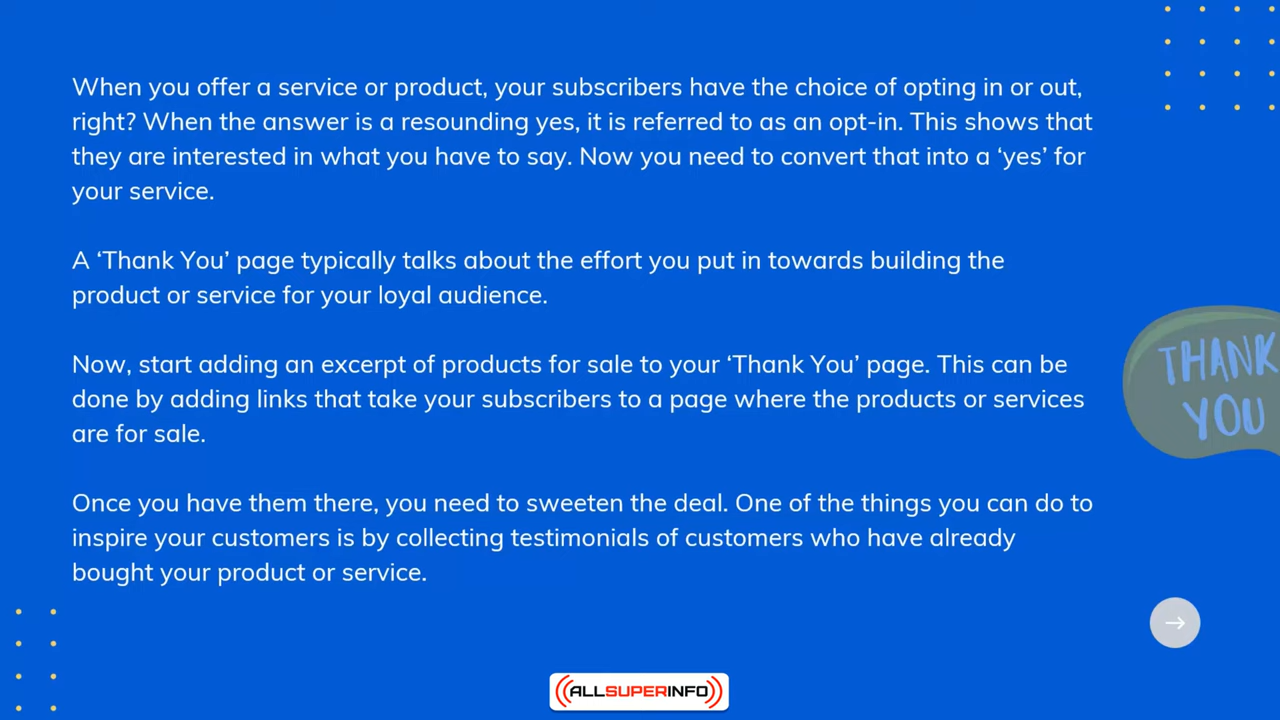 When you offer a service or product, your subscribers have the choice of opting in or out,
right? When the answer is a resounding yes, it is referred to as an opt-in. This shows that
they are interested in what you have to say. Now you need to convert that into a ‘yes’ for
your service.
A ‘Thank You’ page typically talks about the effort you put in towards building the
product or service for your loyal audience.
Now, start adding an excerpt of products for sale to your ‘Thank You’ page. This can be
done by adding links that take your subscribers to a page where the products or services
are for sale.
Once you have them there, you need to sweeten the deal. One of the things you can do to
inspire your customers is by collecting testimonials of customers who have already
bought your product or service.
THANK
YOU
ALLSUPERINFO